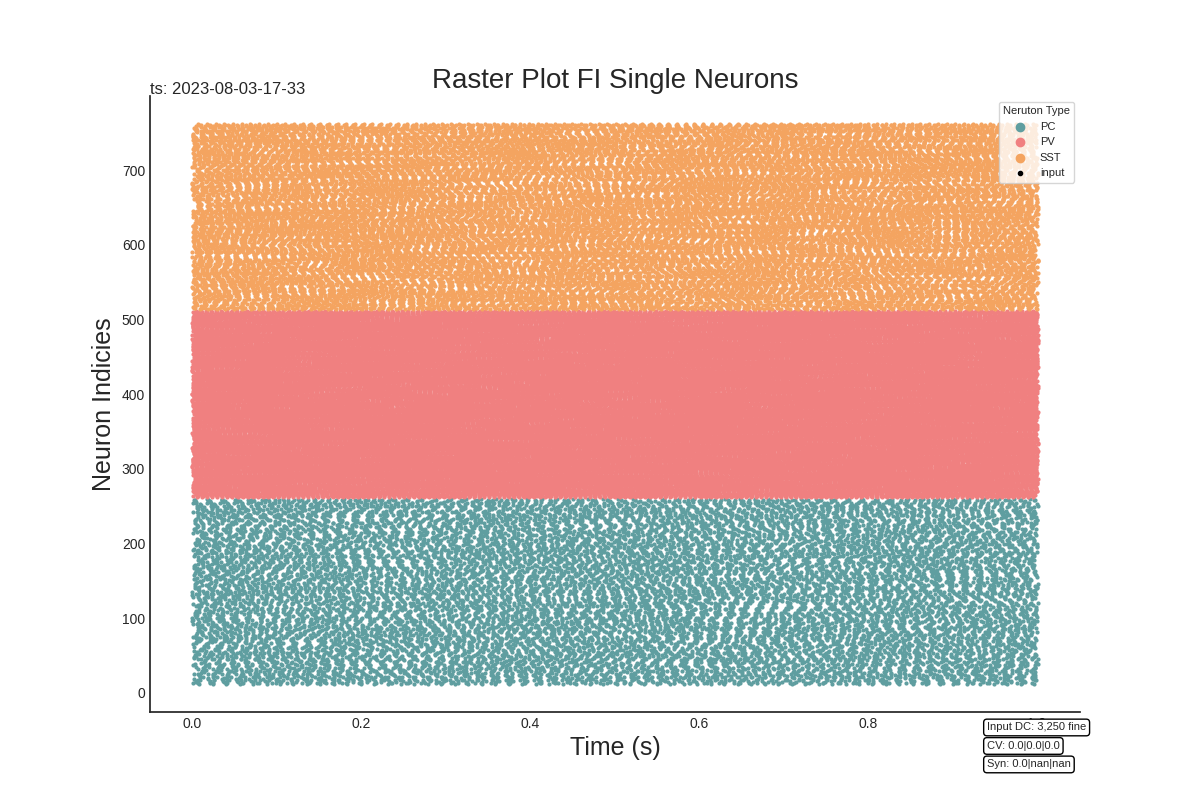 Raster Plot FI Single Neurons
ts: 2023-08-03-17-33
Neruton Type
PC
PV
SST
input
Neuron Indicies
700
600
500
400
300
200
100
0
0.0 0.2 0.4 0.6 0.8
Time (s)
Input DC: 3,250 fine
CV: 0.0|0.0|0.0
Syn: 0.0|nan|nan